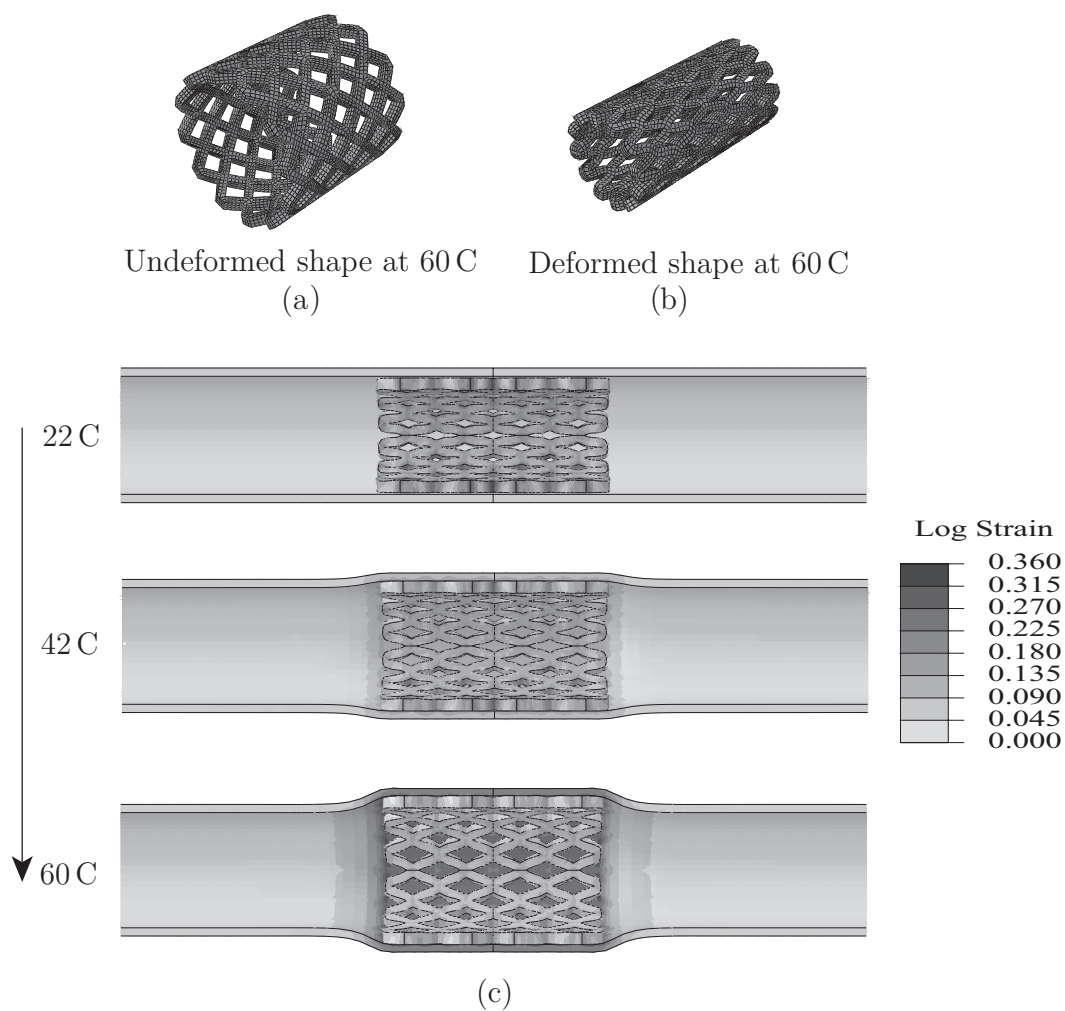 Undeformed shape at 60 C
(a)
Deformed shape at 60 C
(b)
22 C
42 C
60 C
Log Strain
0.360
0.315
0.270
0.225
0.180
0.135
0.090
0.045
0.000
(c)